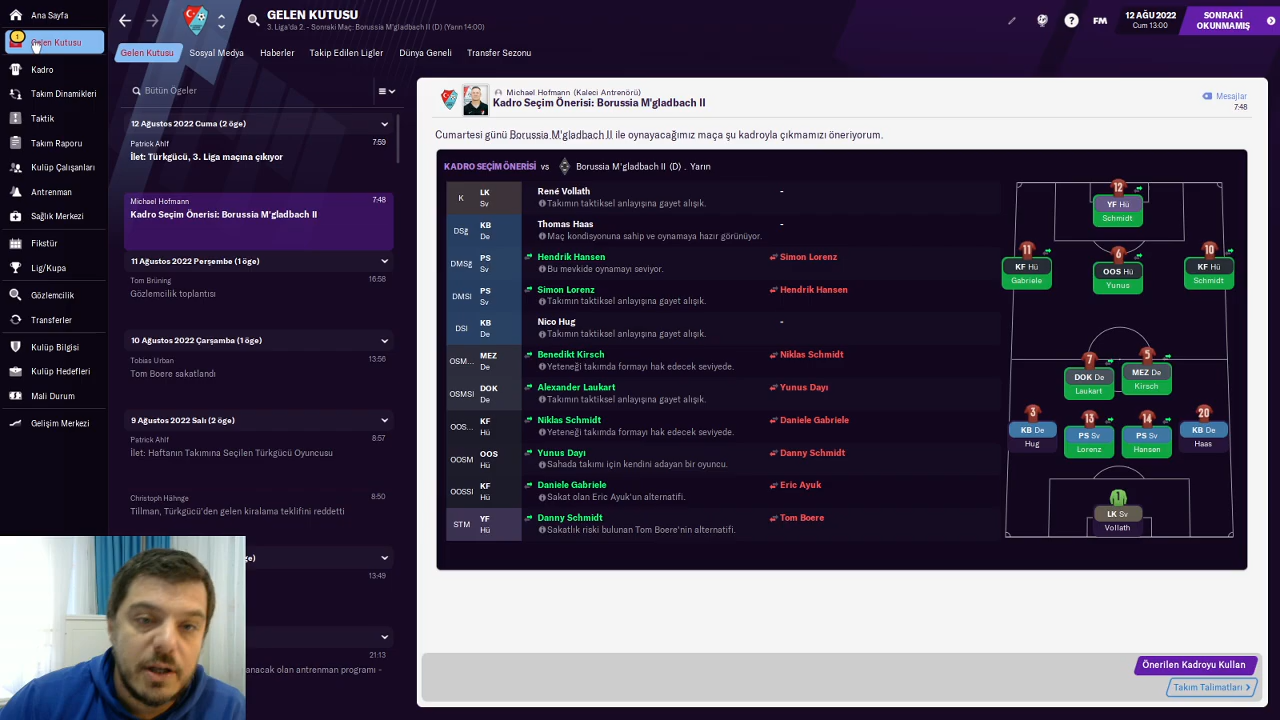 Ana Sayfa
1
Gelen Kutusu
Kadro
Takım Dinamikleri
Taktik
Takım Raporu
Kulüp Çalışanları
Antrenman
Sağlık Merkezi
Fikstür
Lig/Kupa
Gözlemcilik
Transferler
Kulüp Bilgisi
Kulüp Hedefleri
Mali Durum
Gelişim Merkezi
GELEN KUTUSU
3. Liga'da 2. - Sonraki Maç: Borussia M'gladbach II (D) (Yarın 14:00)
FM
12 AĞU 2022
Cum 13:00
SONRAKİ
OKUNMAMIŞ
Gelen Kutusu
Sosyal Medya
Haberler
Takip Edilen Ligler
Dünya Geneli
Transfer Sezonu
Bütün Ögeler
12 Ağustos 2022 Cuma (2 öge)
Patrick Ahlf
7:59
İlet: Türkgücü, 3. Liga maçına çıkıyor
Michael Hofmann
7:48
Kadro Seçim Önerisi: Borussia M'gladbach II
11 Ağustos 2022 Perşembe (1 öge)
Tom Brüning
16:58
Gözlemcilik toplantısı
10 Ağustos 2022 Çarşamba (1 öge)
Tobias Urban
13:56
Tom Boere sakatlandı
9 Ağustos 2022 Salı (2 öge)
Patrick Ahlf
8:57
İlet: Haftanın Takımına Seçilen Türkgücü Oyuncusu
Christoph Hähnge
8:50
Tillman, Türkgücü'den gelen kiralama teklifini reddetti
13:49
21:13
anacak olan antrenman programı -
Michael Hofmann (Kaleci Antrenörü)
Kadro Seçim Önerisi: Borussia M'gladbach II
Mesajlar
7:48
Cumartesi günü Borussia M'gladbach II ile oynayacağımız maça şu kadroyla çıkmamızı öneriyorum.
KADRO SEÇİM ÖNERİSİ vs Borussia M'gladbach II (D) . Yarın
K LK Sv René Vollath -
Takımın taktiksel anlayışına gayet alışık.
DSğ KB De Thomas Haas -
Maç kondisyonuna sahip ve oynamaya hazır görünüyor.
DMSğ PS Sv Hendrik Hansen Simon Lorenz
Bu mevkide oynamayı seviyor.
DMSl PS Sv Simon Lorenz Hendrik Hansen
Takımın taktiksel anlayışına gayet alışık.
DSl KB De Nico Hug -
Takımın taktiksel anlayışına gayet alışık.
OSM... MEZ De Benedikt Kirsch Niklas Schmidt
Yeteneği takımda formayı hak edecek seviyede.
OSMSl DOK De Alexander Laukart Yunus Dayı
Takımın taktiksel anlayışına gayet alışık.
OOS... KF Hü Niklas Schmidt Daniele Gabriele
Yeteneği takımda formayı hak edecek seviyede.
OOSM OOS Hü Yunus Dayı Danny Schmidt
Sahada takımı için kendini adayan bir oyuncu.
OOSSl KF Hü Daniele Gabriele Eric Ayuk
Sakat olan Eric Ayuk'un alternatifi.
STM YF Hü Danny Schmidt Tom Boere
Sakatlık riski bulunan Tom Boere'nin alternatifi.
12
YF Hü
Schmidt
11
KF Hü
Gabriele
6
OOS Hü
Yunus
10
KF Hü
Schmidt
7
DOK De
Laukart
5
MEZ De
Kirsch
3
KB De
Hug
13
PS Sv
Lorenz
14
PS Sv
Hansen
20
KB De
Haas
1
LK Sv
Vollath
Önerilen Kadroyu Kullan
Takım Talimatları